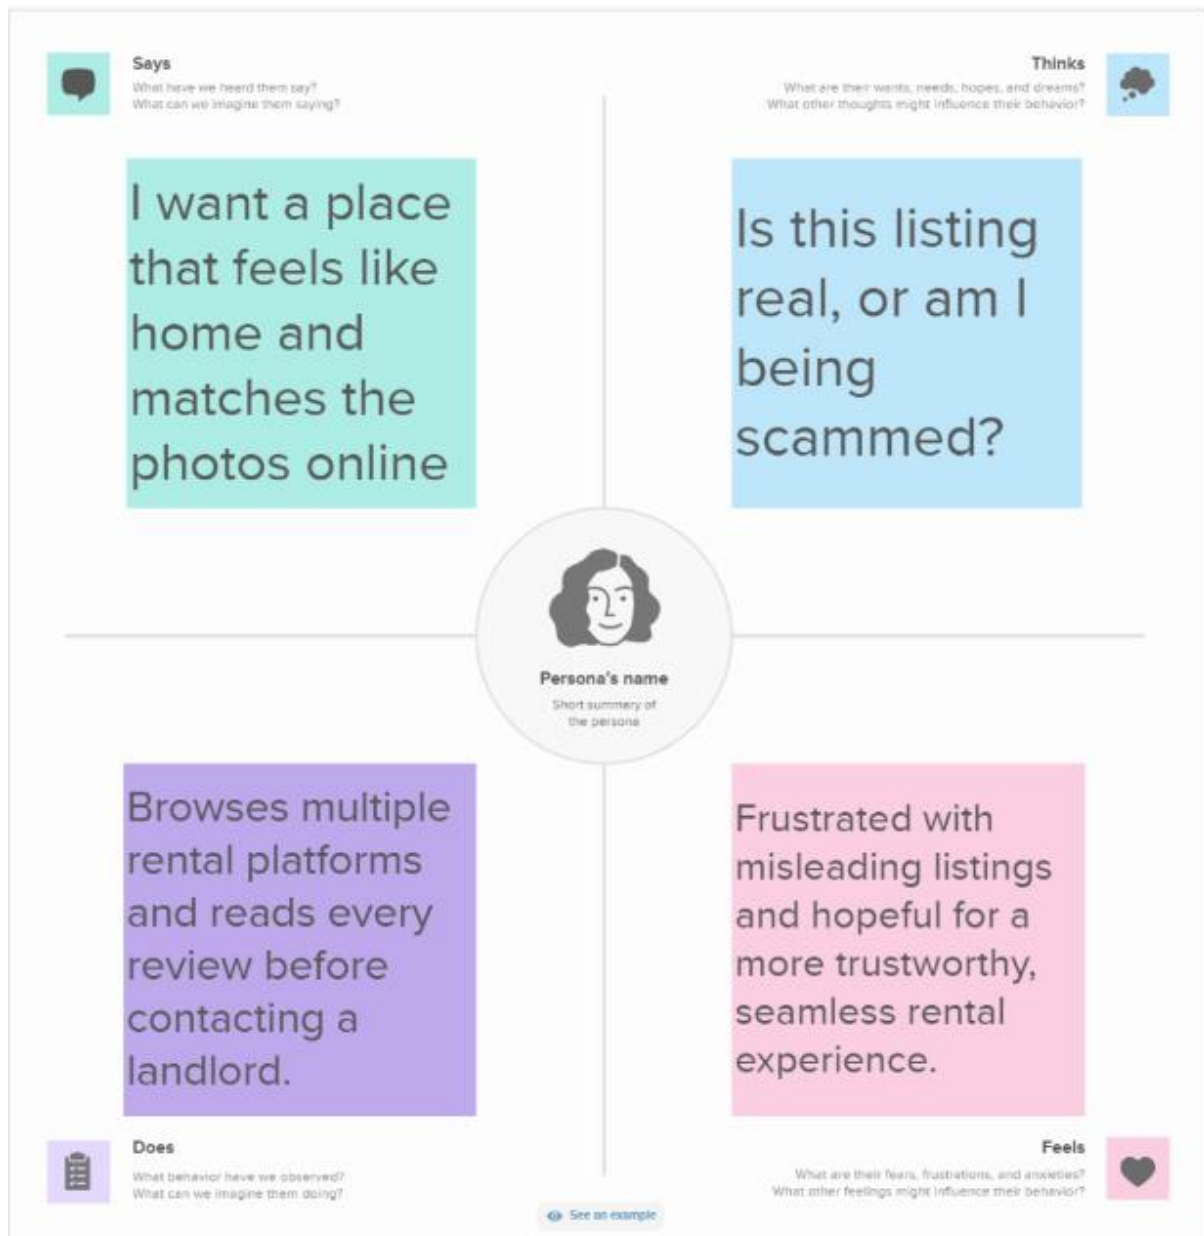 Says
What have we heard them say?
What can we imagine them saying?
Thinks
What are their wants, needs, hopes, and dreams?
What other thoughts might influence their behavior?
I want a place
that feels like
home and
matches the
photos online
Is this listing
real, or am I
being
scammed?
Persona's name
Short summary of
the persona
Browses multiple
rental platforms
and reads every
review before
contacting a
landlord.
Frustrated with
misleading listings
and hopeful for a
more trustworthy,
seamless rental
experience.
Does
What behavior have we observed?
What can we imagine them doing?
Feels
What are their fears, frustrations, and anxieties?
What other feelings might influence their behavior?
See an example